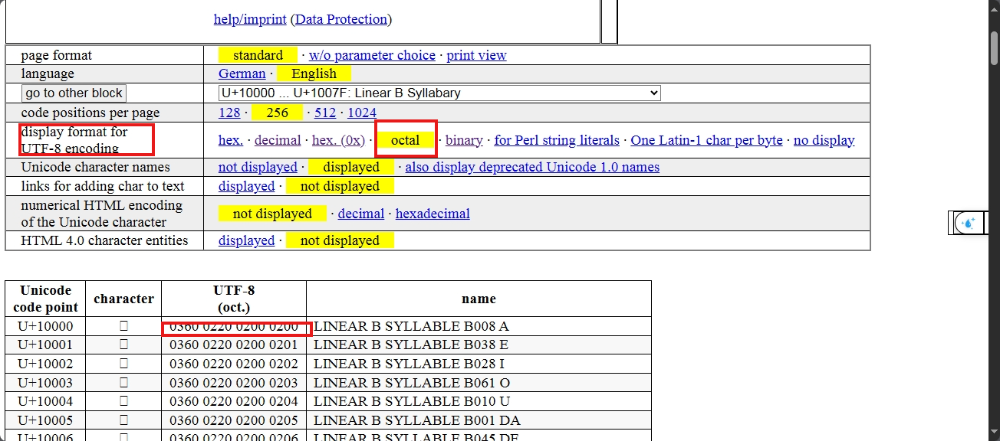 help/imprint (Data Protection)
page format standard · w/o parameter choice · print view
language German · English
go to other block U+10000 ... U+1007F: Linear B Syllabary
code positions per page 128 · 256 · 512 · 1024
display format for
UTF-8 encoding hex. · decimal · hex. (0x) · octal · binary · for Perl string literals · One Latin-1 char per byte · no display
Unicode character names not displayed · displayed · also display deprecated Unicode 1.0 names
links for adding char to text displayed · not displayed
numerical HTML encoding
of the Unicode character not displayed · decimal · hexadecimal
HTML 4.0 character entities displayed · not displayed
Unicode
code point character UTF-8
(oct.) name
U+10000 0360 0220 0200 0200 LINEAR B SYLLABLE B008 A
U+10001 0360 0220 0200 0201 LINEAR B SYLLABLE B038 E
U+10002 0360 0220 0200 0202 LINEAR B SYLLABLE B028 I
U+10003 0360 0220 0200 0203 LINEAR B SYLLABLE B061 O
U+10004 0360 0220 0200 0204 LINEAR B SYLLABLE B010 U
U+10005 0360 0220 0200 0205 LINEAR B SYLLABLE B001 DA
U+10006 0360 0220 0200 0206 LINEAR B SYLLABLE B045 DE